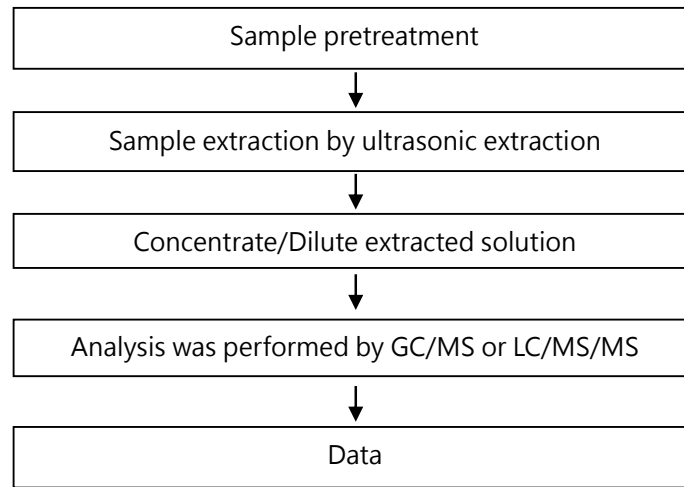 Sample pretreatment
Sample extraction by ultrasonic extraction
Concentrate/Dilute extracted solution
Analysis was performed by GC/MS or LC/MS/MS
Data